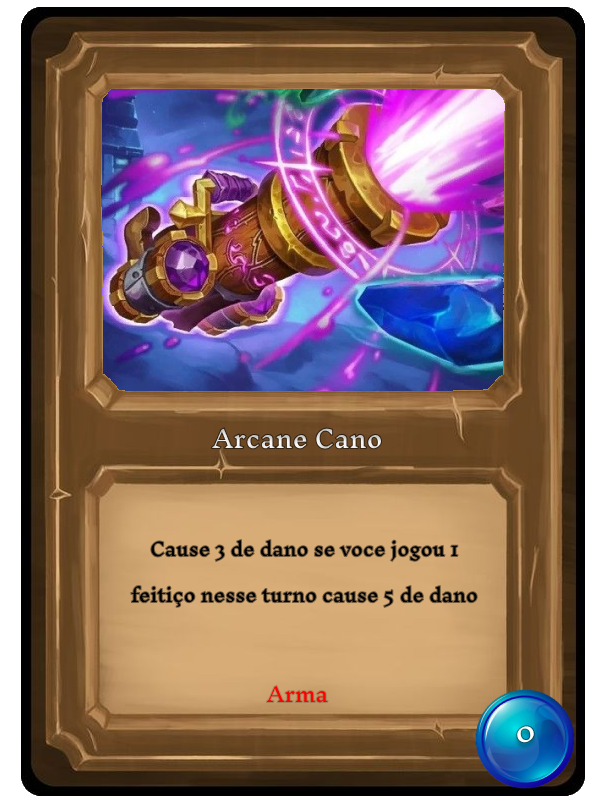 Arcane Cano
Cause 3 de dano se voce jogou 1
feitiço nesse turno cause 5 de dano
Arma
0